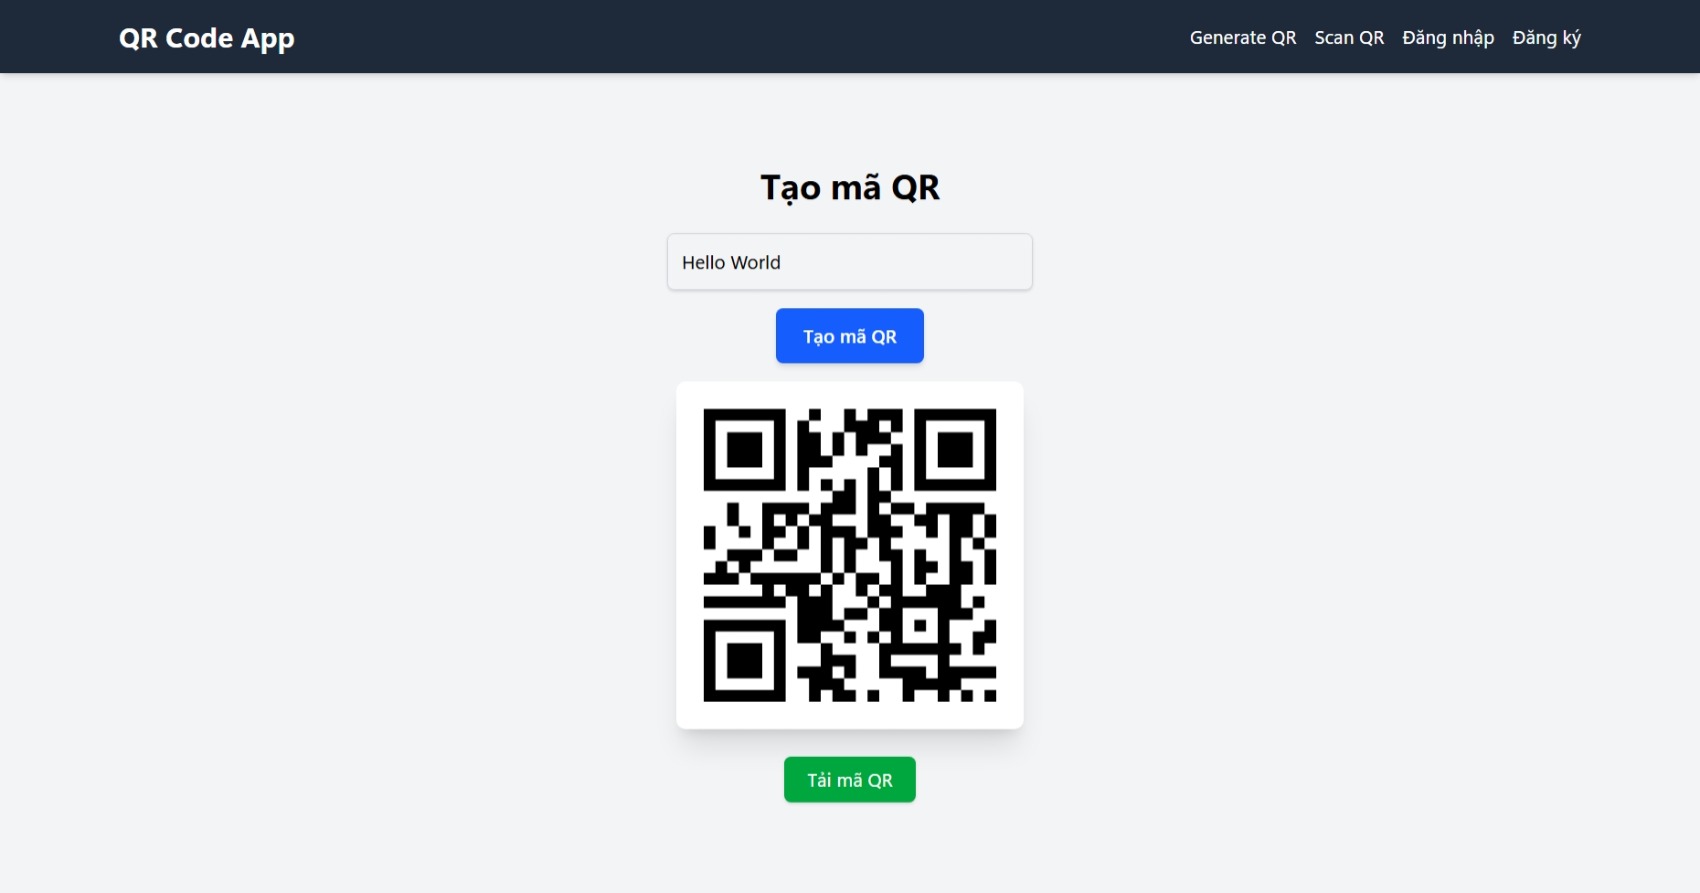 QR Code App
Generate QR Scan QR Đăng nhập Đăng ký
Tạo mã QR
Hello World
Tạo mã QR
Tải mã QR